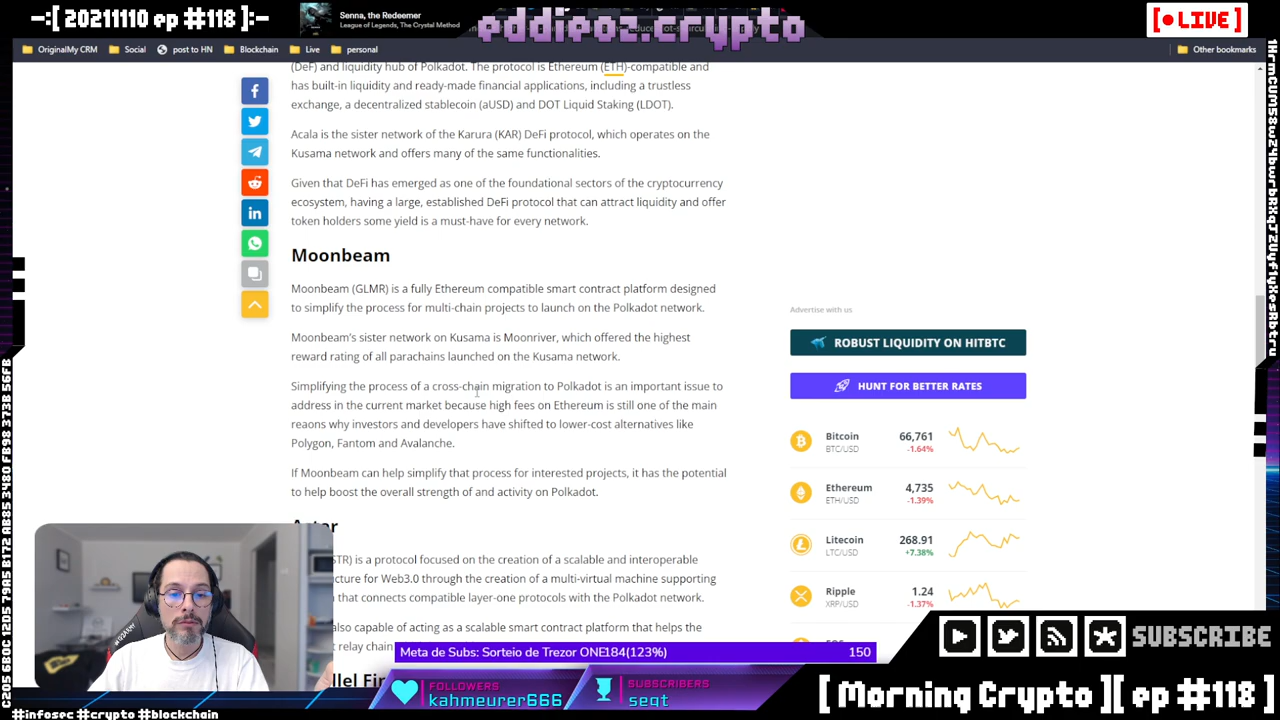 -:[ 20211110 ep #118 ]:-
Senna, the Redeemer
League of Legends, The Crystal Method
eddieoz.crypto
[● LIVE ]
OriginalMy CRM
Social
post to HN
Blockchain
Live
personal
Other bookmarks
(DeF) and liquidity hub of Polkadot. The protocol is Ethereum (ETH)-compatible and
has built-in liquidity and ready-made financial applications, including a trustless
exchange, a decentralized stablecoin (aUSD) and DOT Liquid Staking (LDOT).
Acala is the sister network of the Karura (KAR) DeFi protocol, which operates on the
Kusama network and offers many of the same functionalities.
Given that DeFi has emerged as one of the foundational sectors of the cryptocurrency
ecosystem, having a large, established DeFi protocol that can attract liquidity and offer
token holders some yield is a must-have for every network.
Moonbeam
Moonbeam (GLMR) is a fully Ethereum compatible smart contract platform designed
to simplify the process for multi-chain projects to launch on the Polkadot network.
Moonbeam's sister network on Kusama is Moonriver, which offered the highest
reward rating of all parachains launched on the Kusama network.
Simplifying the process of a cross-chain migration to Polkadot is an important issue to
address in the current market because high fees on Ethereum is still one of the main
reaons why investors and developers have shifted to lower-cost alternatives like
Polygon, Fantom and Avalanche.
If Moonbeam can help simplify that process for interested projects, it has the potential
to help boost the overall strength of and activity on Polkadot.
STR) is a protocol focused on the creation of a scalable and interoperable
ucture for Web3.0 through the creation of a multi-virtual machine supporting
that connects compatible layer-one protocols with the Polkadot network.
also capable of acting as a scalable smart contract platform that helps the
t relay chain
llel Fin
Advertise with us
ROBUST LIQUIDITY ON HITBTC
HUNT FOR BETTER RATES
Bitcoin 66,761
BTC/USD -1.64%
Ethereum 4,735
ETH/USD -1.39%
Litecoin 268.91
LTC/USD +7.38%
Ripple 1.24
XRP/USD -1.37%
Meta de Subs: Sorteio de Trezor ONE184(123%) 150
FOLLOWERS
kahmeurer666
SUBSCRIBERS
seqt
SUBSCRIBE
[ Morning Crypto ][ ep #118 ]
#infosec #crypto #blockchain